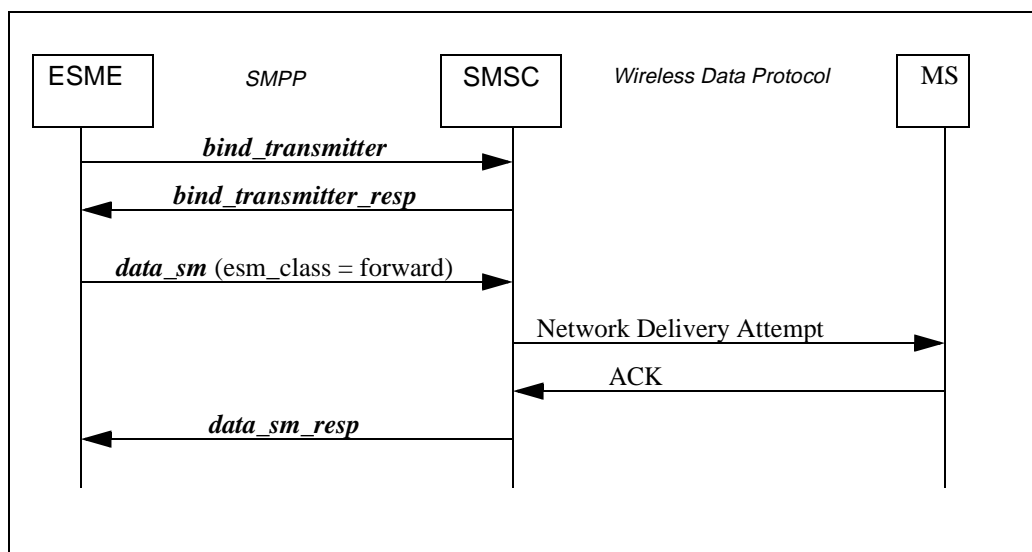 ESME SMPP SMSC Wireless Data Protocol MS
bind_transmitter
bind_transmitter_resp
data_sm (esm_class = forward)
Network Delivery Attempt
ACK
data_sm_resp